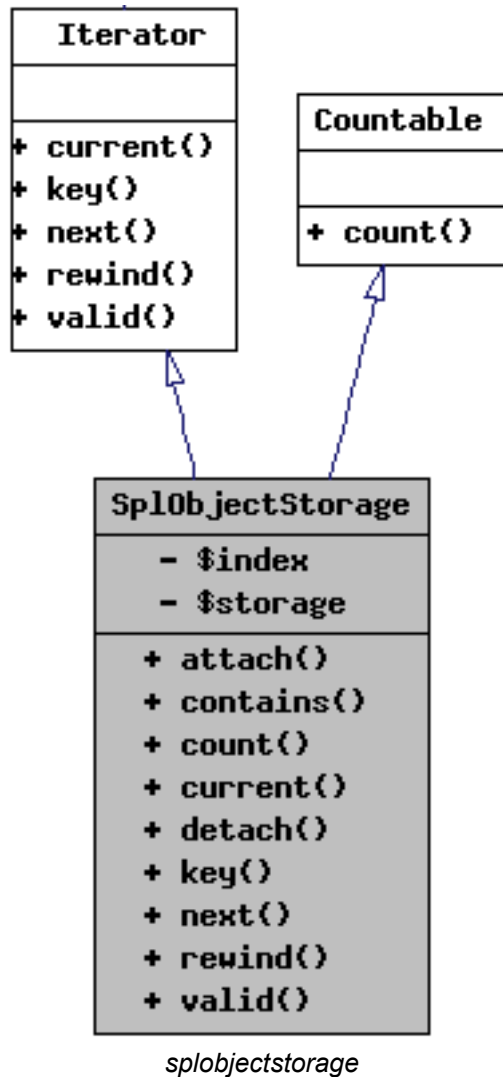 Iterator
+ current()
+ key()
+ next()
+ rewind()
+ valid()
Countable
+ count()
SplObjectStorage
- $index
- $storage
+ attach()
+ contains()
+ count()
+ current()
+ detach()
+ key()
+ next()
+ rewind()
+ valid()
splobjectstorage